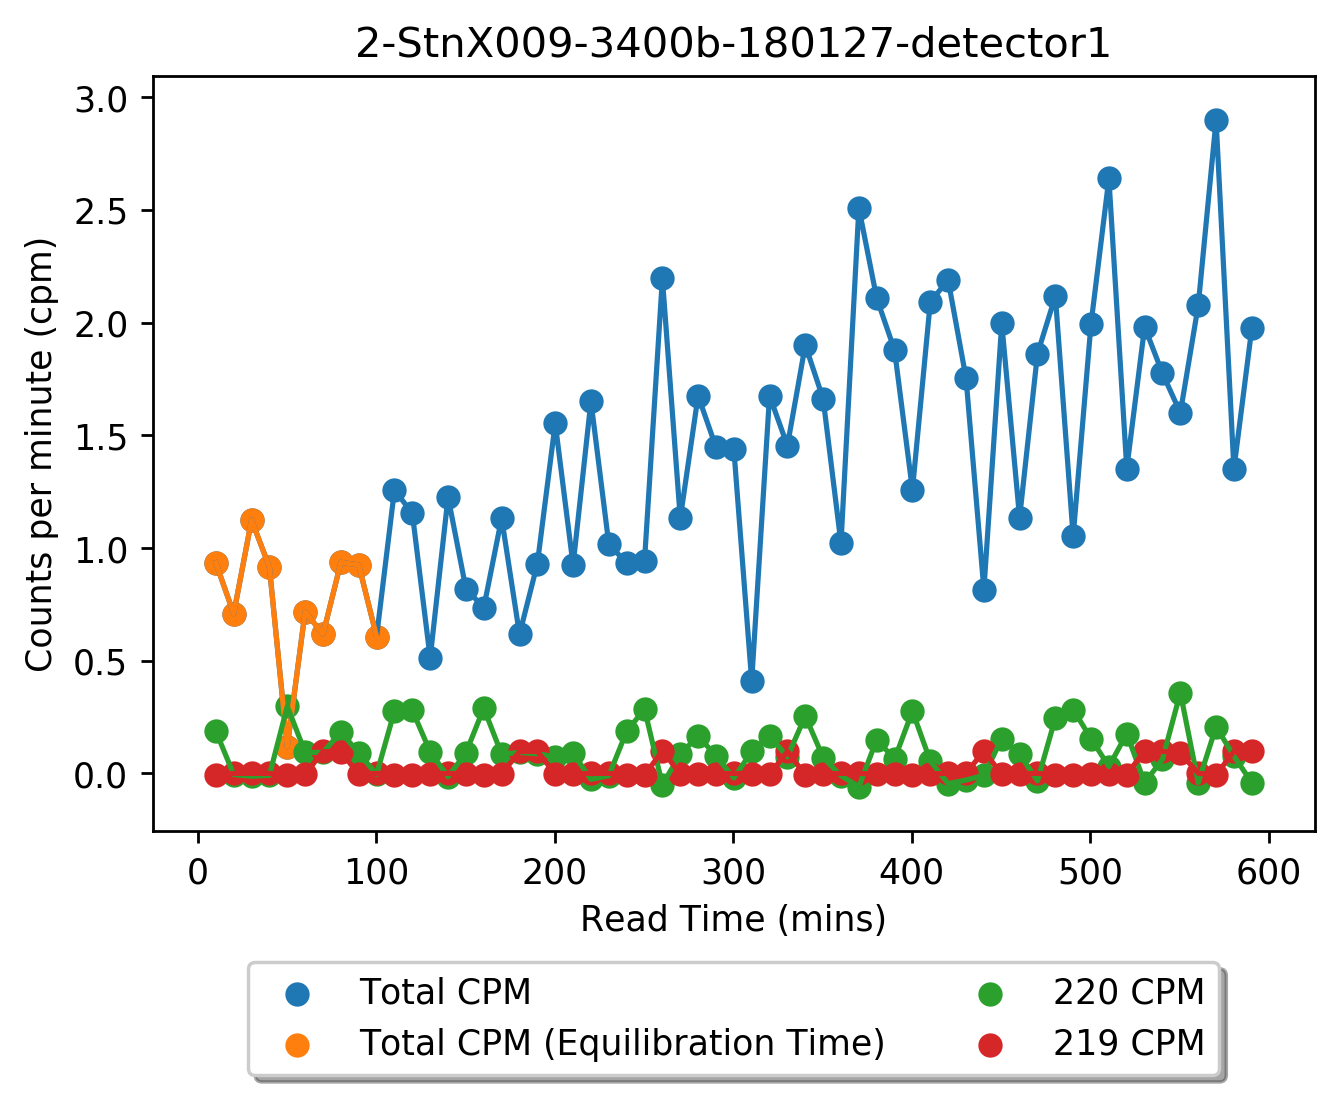 2-StnX009-3400b-180127-detector1
Counts per minute (cpm)
3.0
2.5
2.0
1.5
1.0
0.5
0.0
0 100 200 300 400 500 600
Read Time (mins)
Total CPM
Total CPM (Equilibration Time)
220 CPM
219 CPM